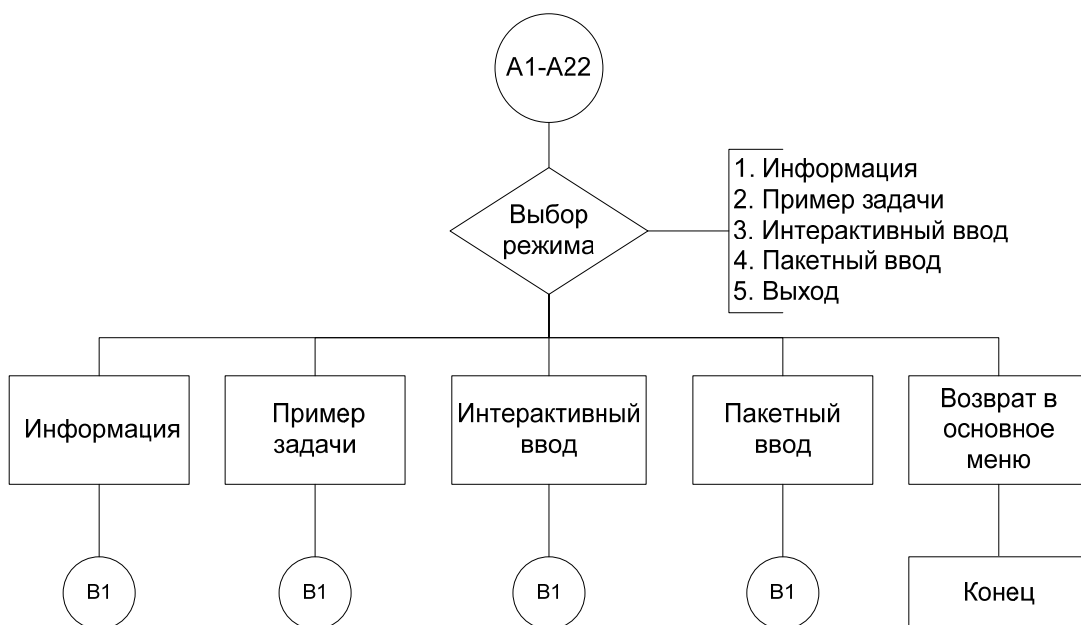 A1-A22
Выбор
режима
1. Информация
2. Пример задачи
3. Интерактивный ввод
4. Пакетный ввод
5. Выход
Информация
Пример
задачи
Интерактивный
ввод
Пакетный
ввод
Возврат в
основное
меню
B1
B1
B1
B1
Конец